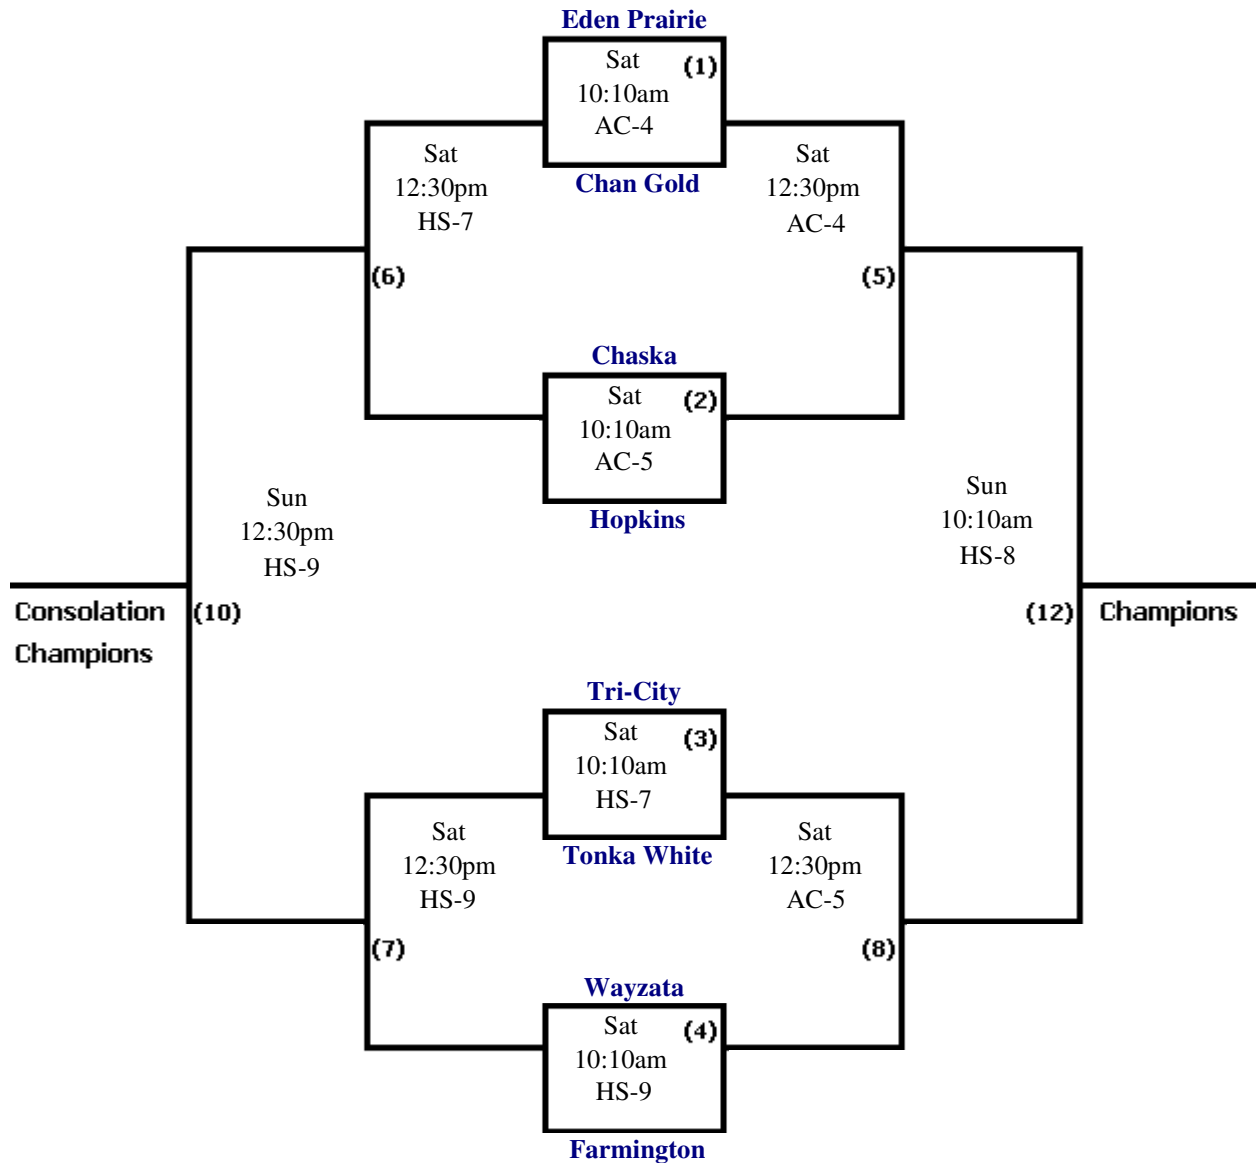 Eden Prairie
Sat
(1)
10:10am
AC-4
Chan Gold
Sat
12:30pm
HS-7
(6)
Sat
12:30pm
AC-4
(5)
Chaska
Sat
(2)
10:10am
AC-5
Hopkins
Sun
12:30pm
HS-9
Consolation
Champions
(10)
Sun
10:10am
HS-8
(12)
Champions
Tri-City
Sat
(3)
10:10am
HS-7
Tonka White
Sat
12:30pm
HS-9
(7)
Sat
12:30pm
AC-5
(8)
Wayzata
Sat
(4)
10:10am
HS-9
Farmington